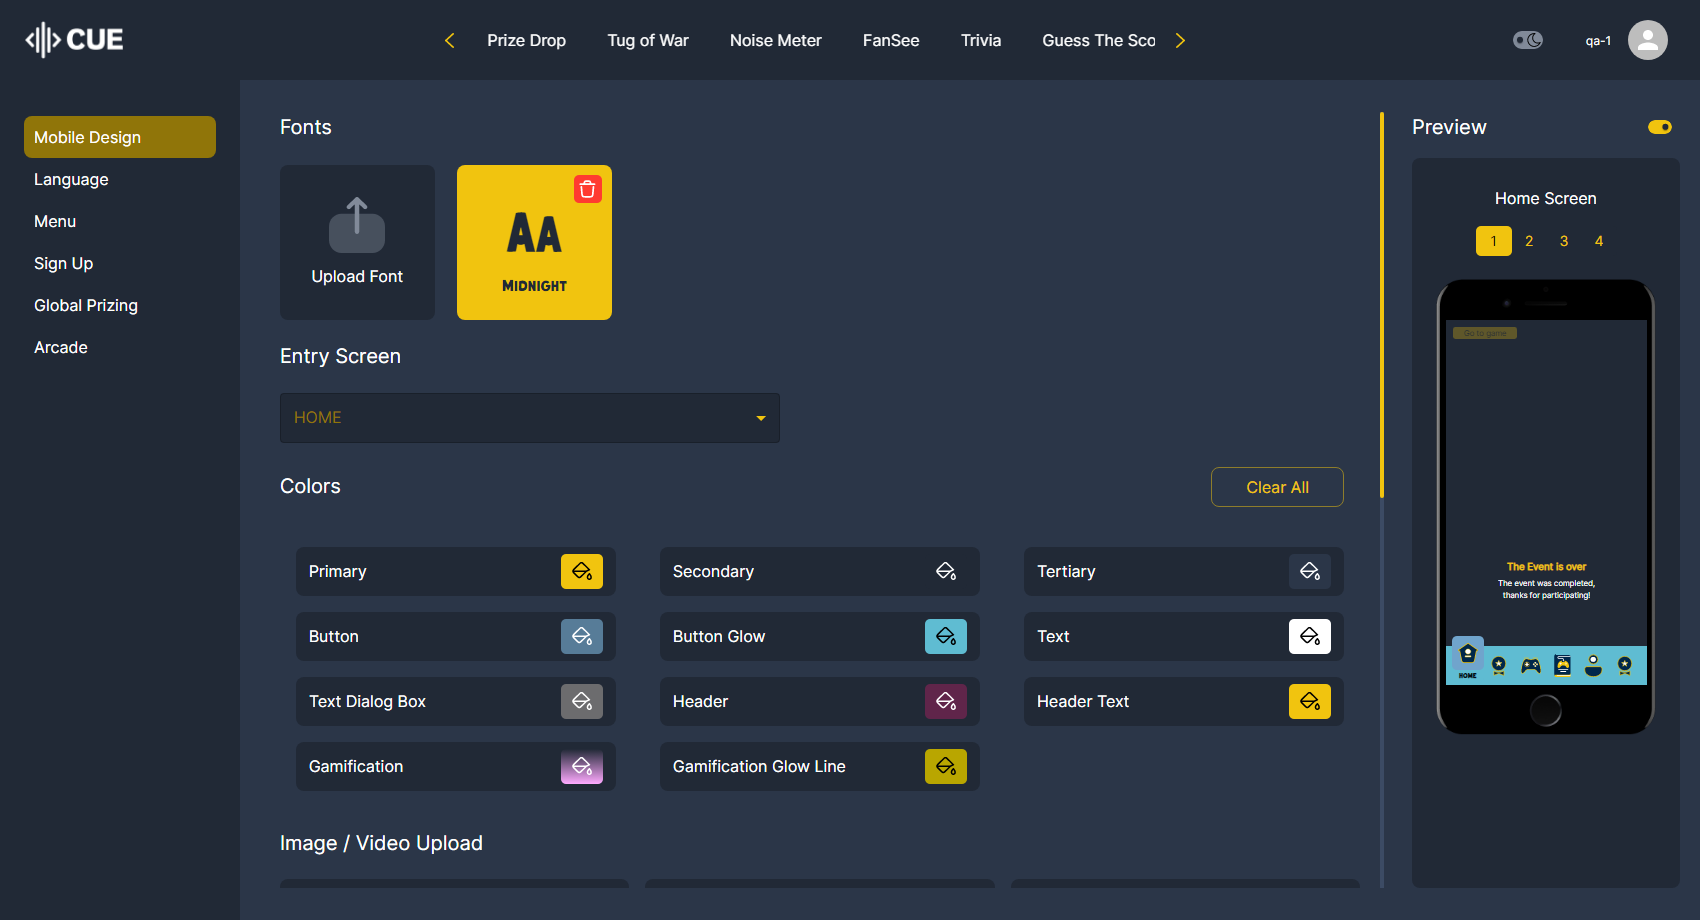 CUE
Prize Drop
Tug of War
Noise Meter
FanSee
Trivia
Guess The Sco
qa-1
Mobile Design
Language
Menu
Sign Up
Global Prizing
Arcade
Fonts
Upload Font
AA
MIDNIGHT
Entry Screen
HOME
Colors
Clear All
Primary
Secondary
Tertiary
Button
Button Glow
Text
Text Dialog Box
Header
Header Text
Gamification
Gamification Glow Line
Image / Video Upload
Preview
Home Screen
1 2 3 4
Go to game
The Event is over
The event was completed,
thanks for participating!
HOME